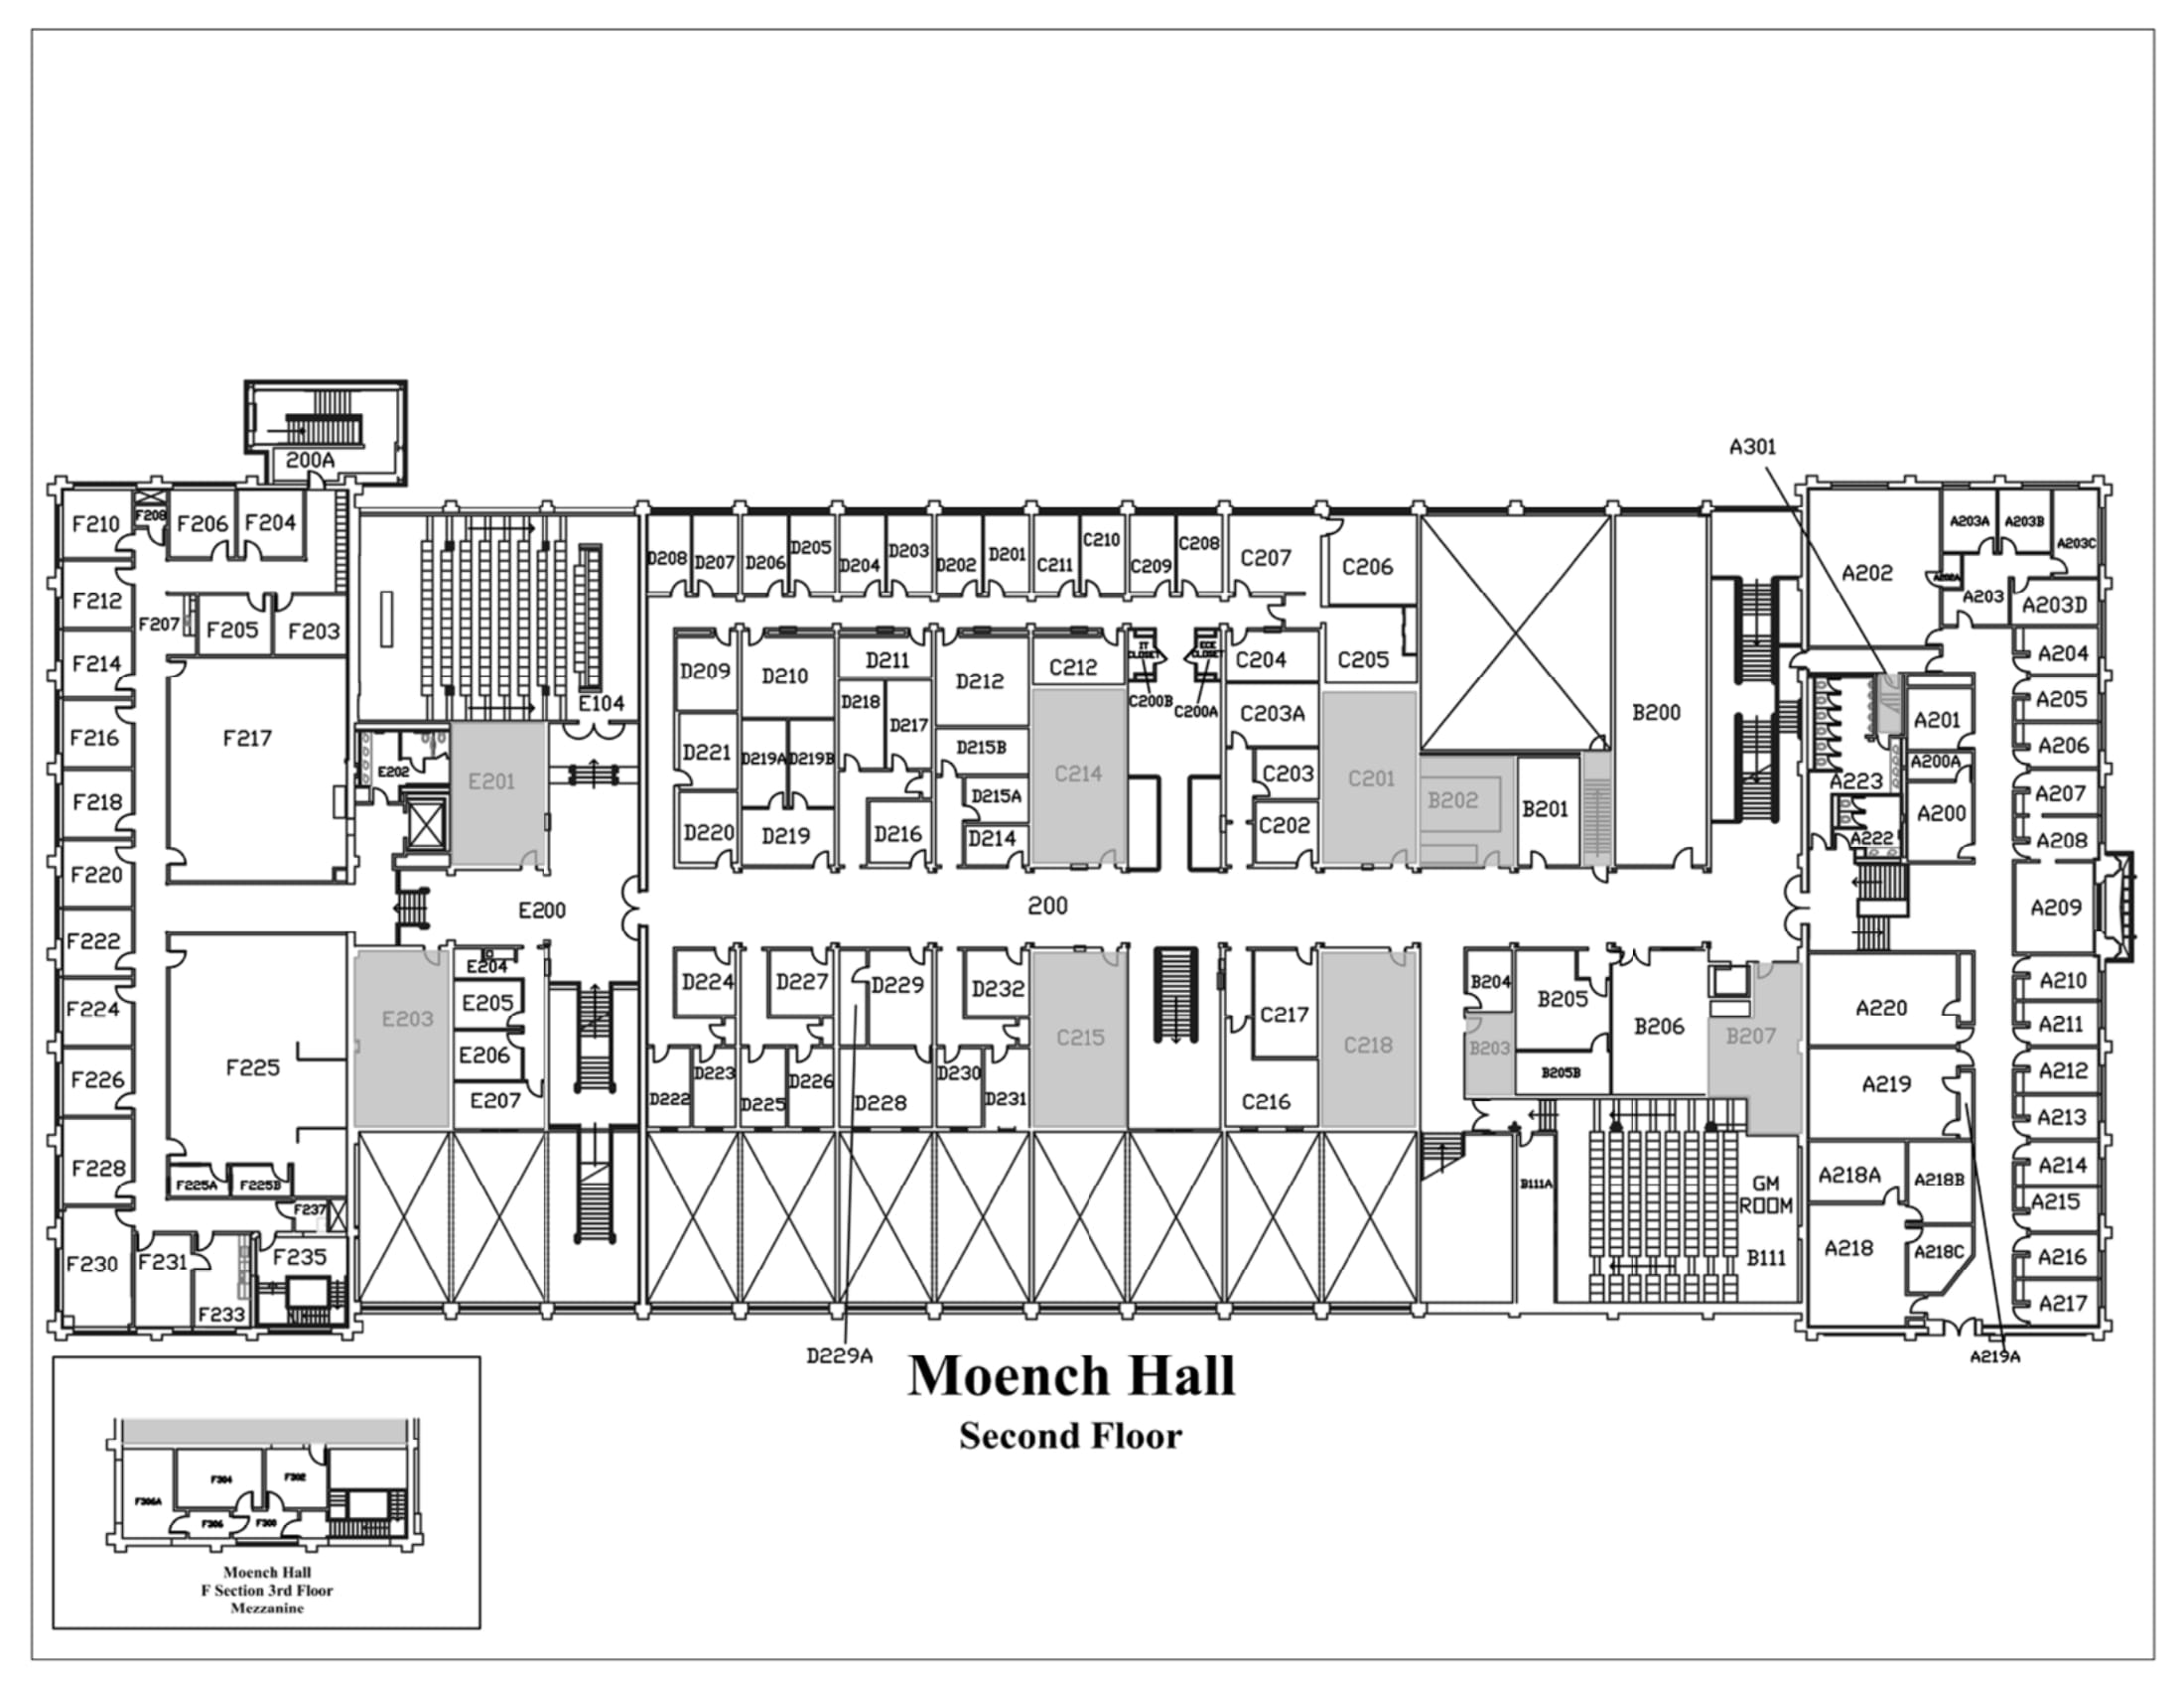 200A
A301
F210
F208
F206
F204
D208
D207
D206
D205
D204
D203
D202
D201
C211
C210
C209
C208
C207
C206
A202
A203A
A203B
A203C
A202A
A203
A203D
F212
F207
F205
F203
F214
D209
D210
D211
D212
C212
IT
CLOSET
ECE
CLOSET
C204
C205
A204
E104
D218
D217
C200B
C200A
C203A
B200
A205
A201
F216
F217
D221
D219A
D219B
D215B
A206
E202
E201
C214
C203
C201
A200A
A223
F218
D215A
B202
B201
A207
A200
D220
D219
D216
D214
C202
A222
A208
F220
E200
200
A209
F222
E204
F224
E203
E205
D224
D227
D229
D232
C215
C217
C218
B204
B205
B206
B207
A220
A210
A211
E206
B203
F226
F225
D223
D226
D230
B205B
A219
A212
E207
D222
D225
D228
D231
C216
A213
F228
F225A
F225B
B111A
GM
ROOM
A218A
A218B
A214
F237
A215
F230
F231
F235
B111
A218
A218C
A216
F233
A217
D229A
A219A
Moench Hall
Second Floor
F304
F302
F306A
F306
F300
Moench Hall
F Section 3rd Floor
Mezzanine